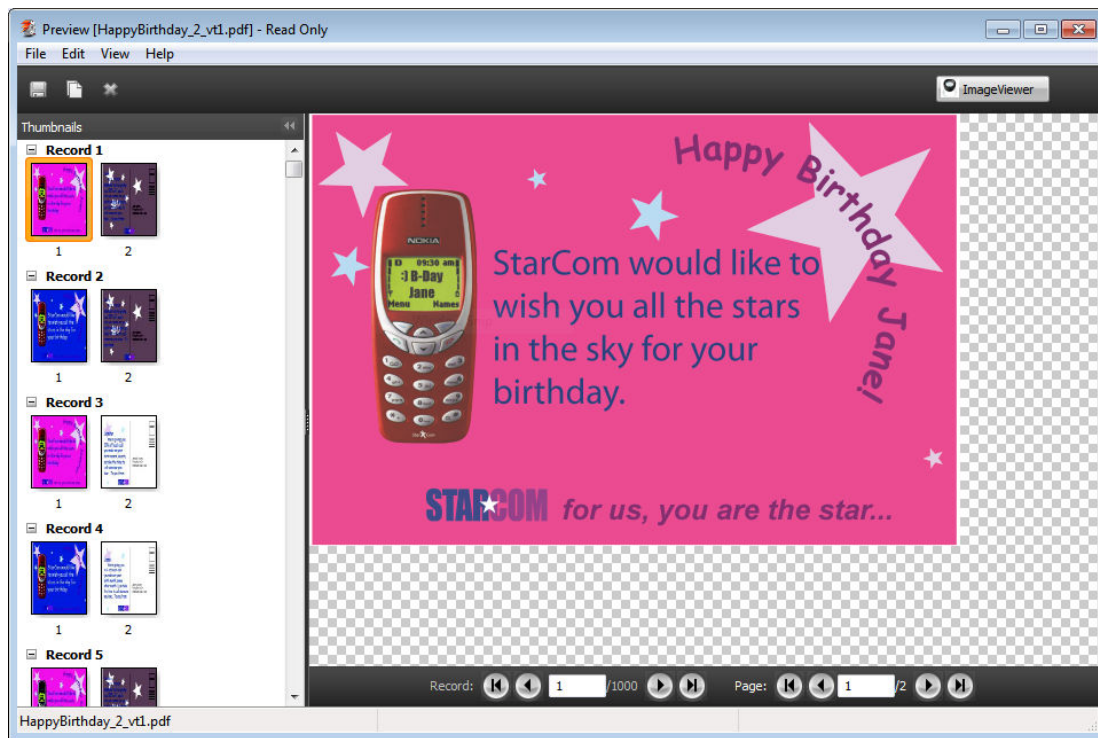 Preview [HappyBirthday_2_vt1.pdf] - Read Only
File Edit View Help
ImageViewer
Thumbnails
Record 1
1 2
Record 2
1 2
Record 3
1 2
Record 4
1 2
Record 5
Happy Birthday Jane!
NOKIA
09:30 am
:) B-Day
Jane
Menu Names
StarCom would like to
wish you all the stars
in the sky for your
birthday.
STARCOM for us, you are the star...
Record: 1 /1000 Page: 1 /2
HappyBirthday_2_vt1.pdf